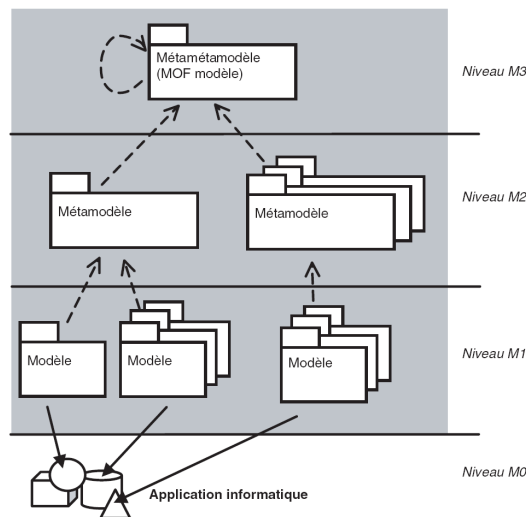 Métamétamodèle
(MOF modèle)
Niveau M3
Métamodèle
Métamodèle
Niveau M2
Modèle
Modèle
Modèle
Niveau M1
Niveau M0
Application informatique